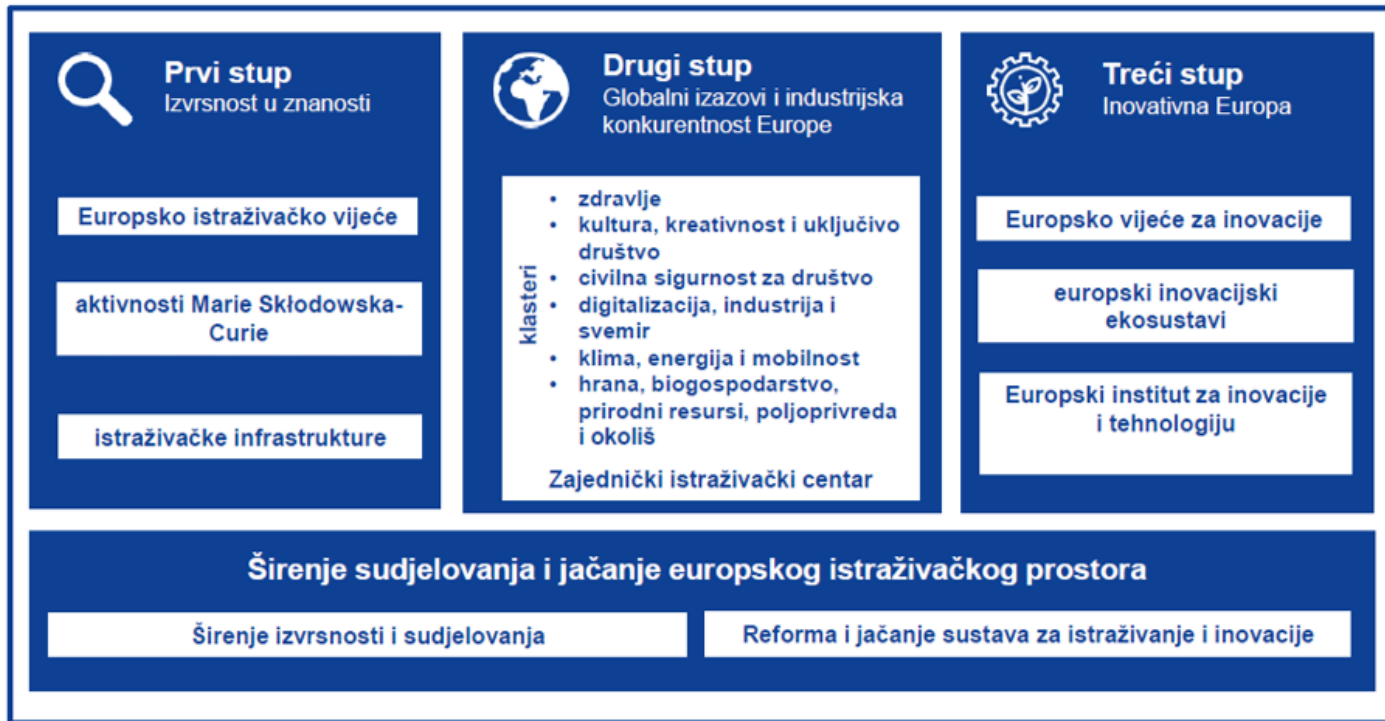 Prvi stup
Izvrsnost u znanosti
Europsko istraživačko vijeće
aktivnosti Marie Skłodowska-
Curie
istraživačke infrastrukture
Drugi stup
Globalni izazovi i industrijska
konkurentnost Europe
klasteri
• zdravlje
• kultura, kreativnost i uključivo
društvo
• civilna sigurnost za društvo
• digitalizacija, industrija i
svemir
• klima, energija i mobilnost
• hrana, biogospodarstvo,
prirodni resursi, poljoprivreda
i okoliš
Zajednički istraživački centar
Treći stup
Inovativna Europa
Europsko vijeće za inovacije
europski inovacijski
ekosustavi
Europski institut za inovacije
i tehnologiju
Širenje sudjelovanja i jačanje europskog istraživačkog prostora
Širenje izvrsnosti i sudjelovanja
Reforma i jačanje sustava za istraživanje i inovacije